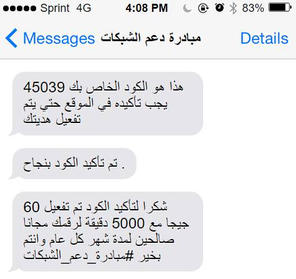 Sprint 4G 4:08 PM 83%
Messages مبادرة دعم الشبكات Details
هذا هو الكود الخاص بك 45039
يجب تأكيده في الموقع حتي يتم
تفعيل هديتك
تم تأكيد الكود بنجاح .
شكرا لتأكيد الكود تم تفعيل 60
جيجا مع 5000 دقيقة لرقمك مجانا
صالحين لمدة شهر كل عام وانتم
بخير #مبادرة_دعم_الشبكات